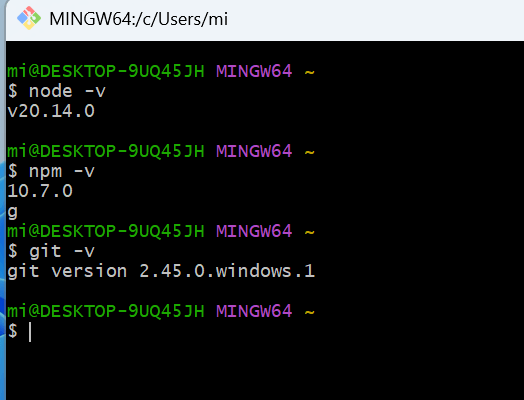 MINGW64:/c/Users/mi
mi@DESKTOP-9UQ45JH MINGW64 ~
$ node -v
v20.14.0
mi@DESKTOP-9UQ45JH MINGW64 ~
$ npm -v
10.7.0
g
mi@DESKTOP-9UQ45JH MINGW64 ~
$ git -v
git version 2.45.0.windows.1
mi@DESKTOP-9UQ45JH MINGW64 ~
$